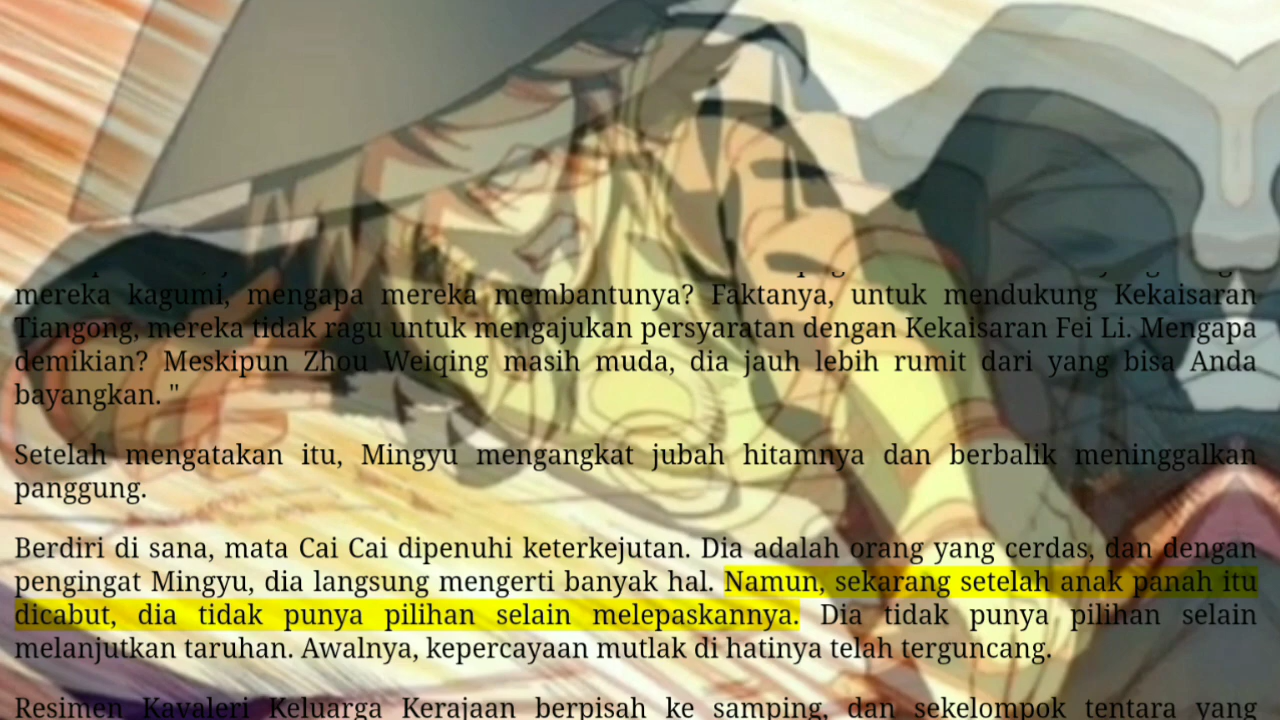 mereka kagumi, mengapa mereka membantunya? Faktanya, untuk mendukung Kekaisaran
Tiangong, mereka tidak ragu untuk mengajukan persyaratan dengan Kekaisaran Fei Li. Mengapa
demikian? Meskipun Zhou Weiqing masih muda, dia jauh lebih rumit dari yang bisa Anda
bayangkan. "
Setelah mengatakan itu, Mingyu mengangkat jubah hitamnya dan berbalik meninggalkan
panggung.
Berdiri di sana, mata Cai Cai dipenuhi keterkejutan. Dia adalah orang yang cerdas, dan dengan
pengingat Mingyu, dia langsung mengerti banyak hal. Namun, sekarang setelah anak panah itu
dicabut, dia tidak punya pilihan selain melepaskannya. Dia tidak punya pilihan selain
melanjutkan taruhan. Awalnya, kepercayaan mutlak di hatinya telah terguncang.
Resimen Kavaleri Keluarga Kerajaan berpisah ke samping, dan sekelompok tentara yang